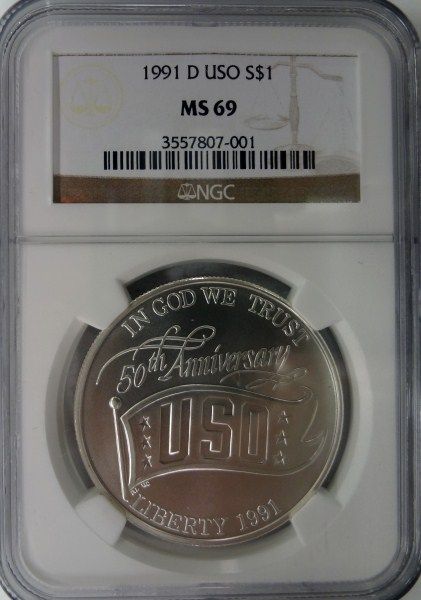 1991 D USO S$1
MS 69
3557807-001
NGC
IN GOD WE TRUST
50th Anniversary
USO
LIBERTY 1991